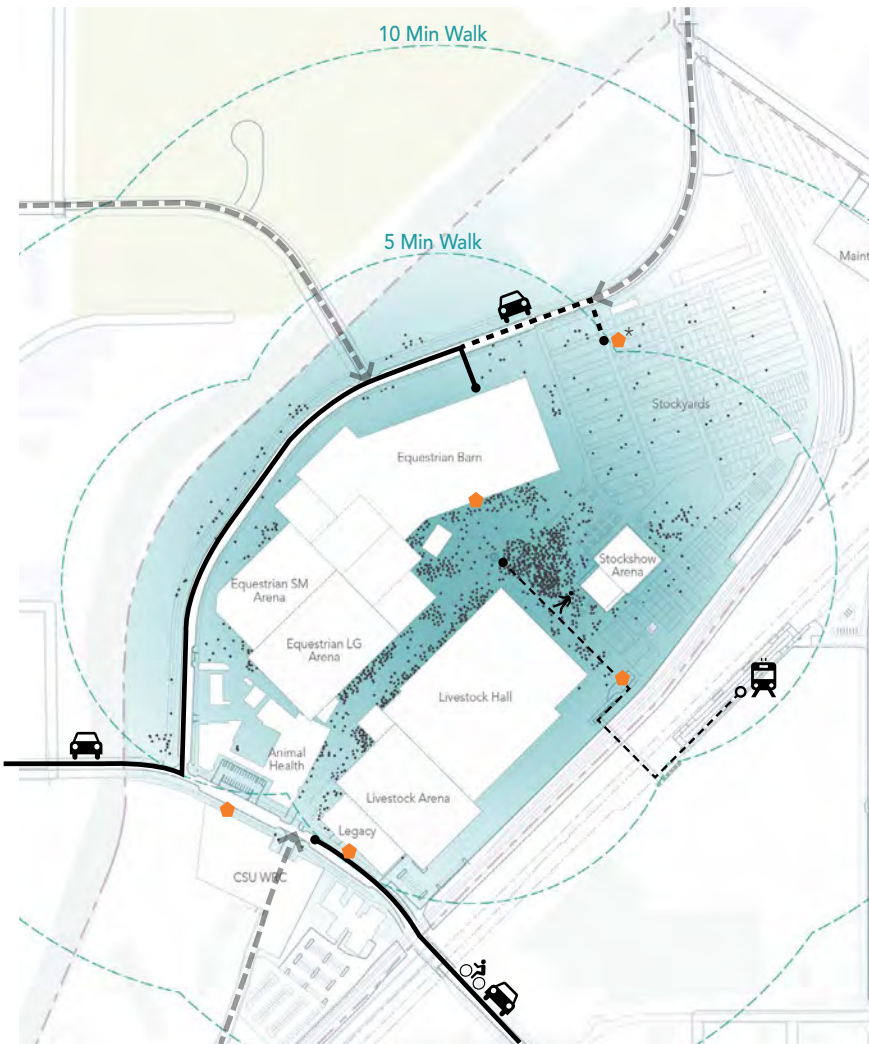 10 Min Walk
5 Min Walk
Maint
*
Stockyards
Equestrian Barn
Stockshow
Arena
Equestrian SM
Arena
Equestrian LG
Arena
Livestock Hall
Animal
Health
Livestock Arena
Legacy
CSU WRC